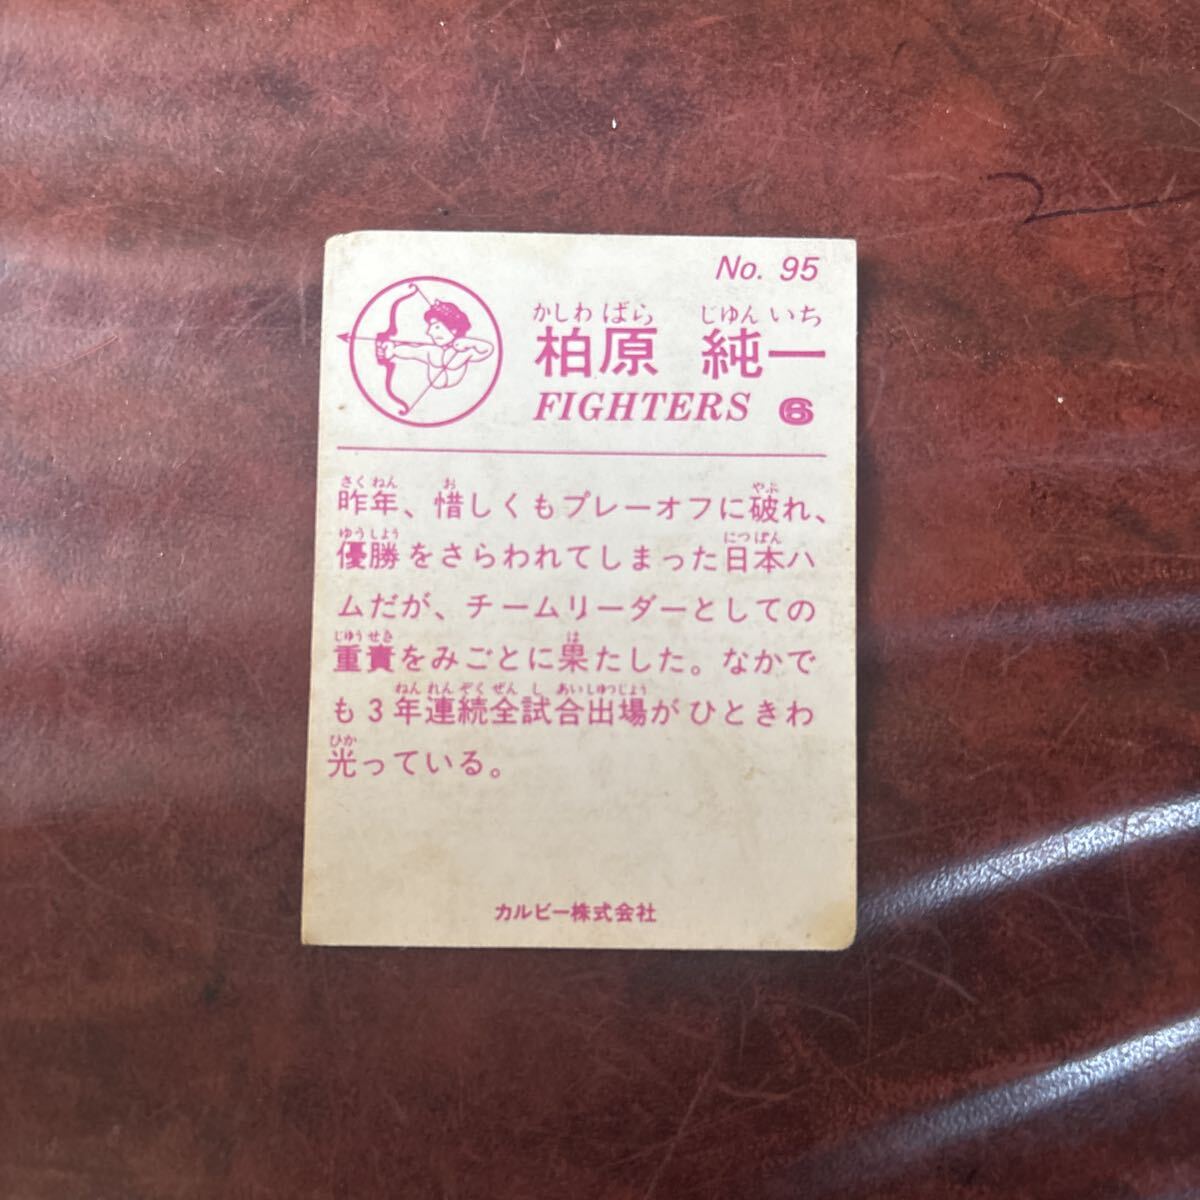 No. 95
かしわ ばら じゆん いち
柏原 純一
FIGHTERS 6
さく ねん お やぶ
昨年、惜しくもプレーオフに破れ、
ゆう しよう につ ぽん
優勝をさらわれてしまった日本ハ
ムだが、チームリーダーとしての
じゆう せき は
重責をみごとに果たした。なかで
ねん れん ぞく ぜん し あい しゆつ じよう
も3年連続全試合出場がひときわ
ひか
光っている。
カルビー株式会社